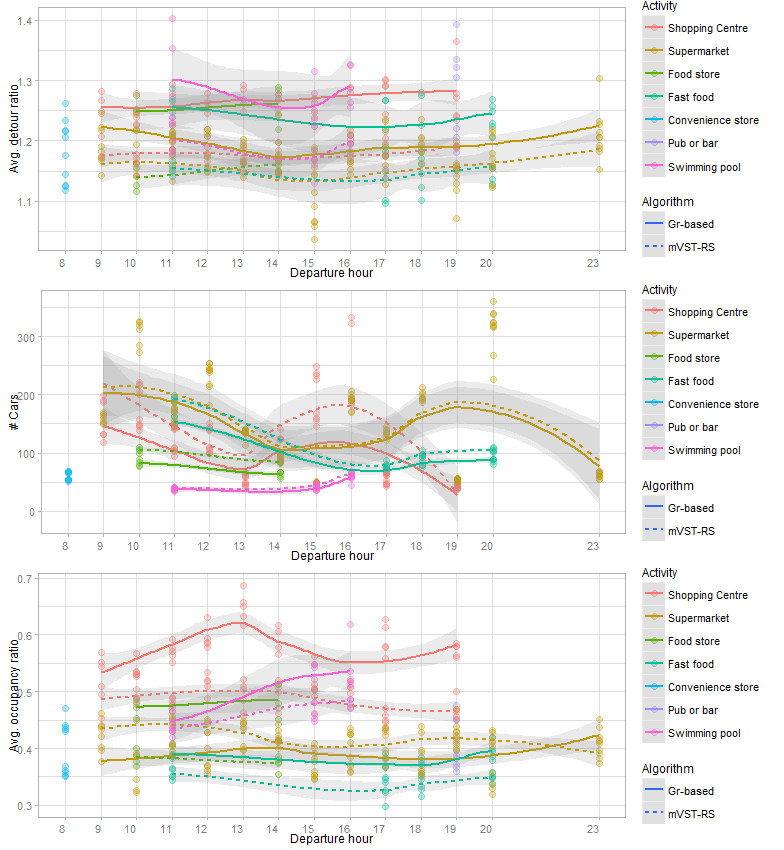 Avg. detour ratio
1.4
1.3
1.2
1.1
8 9 10 11 12 13 14 15 16 17 18 19 20 23
Departure hour
Activity
Shopping Centre
Supermarket
Food store
Fast food
Convenience store
Pub or bar
Swimming pool
Algorithm
Gr-based
mVST-RS
# Cars
300
200
100
0
8 9 10 11 12 13 14 15 16 17 18 19 20 23
Departure hour
Activity
Shopping Centre
Supermarket
Food store
Fast food
Convenience store
Pub or bar
Swimming pool
Algorithm
Gr-based
mVST-RS
Avg. occupancy ratio
0.7
0.6
0.5
0.4
0.3
8 9 10 11 12 13 14 15 16 17 18 19 20 23
Departure hour
Activity
Shopping Centre
Supermarket
Food store
Fast food
Convenience store
Pub or bar
Swimming pool
Algorithm
Gr-based
mVST-RS